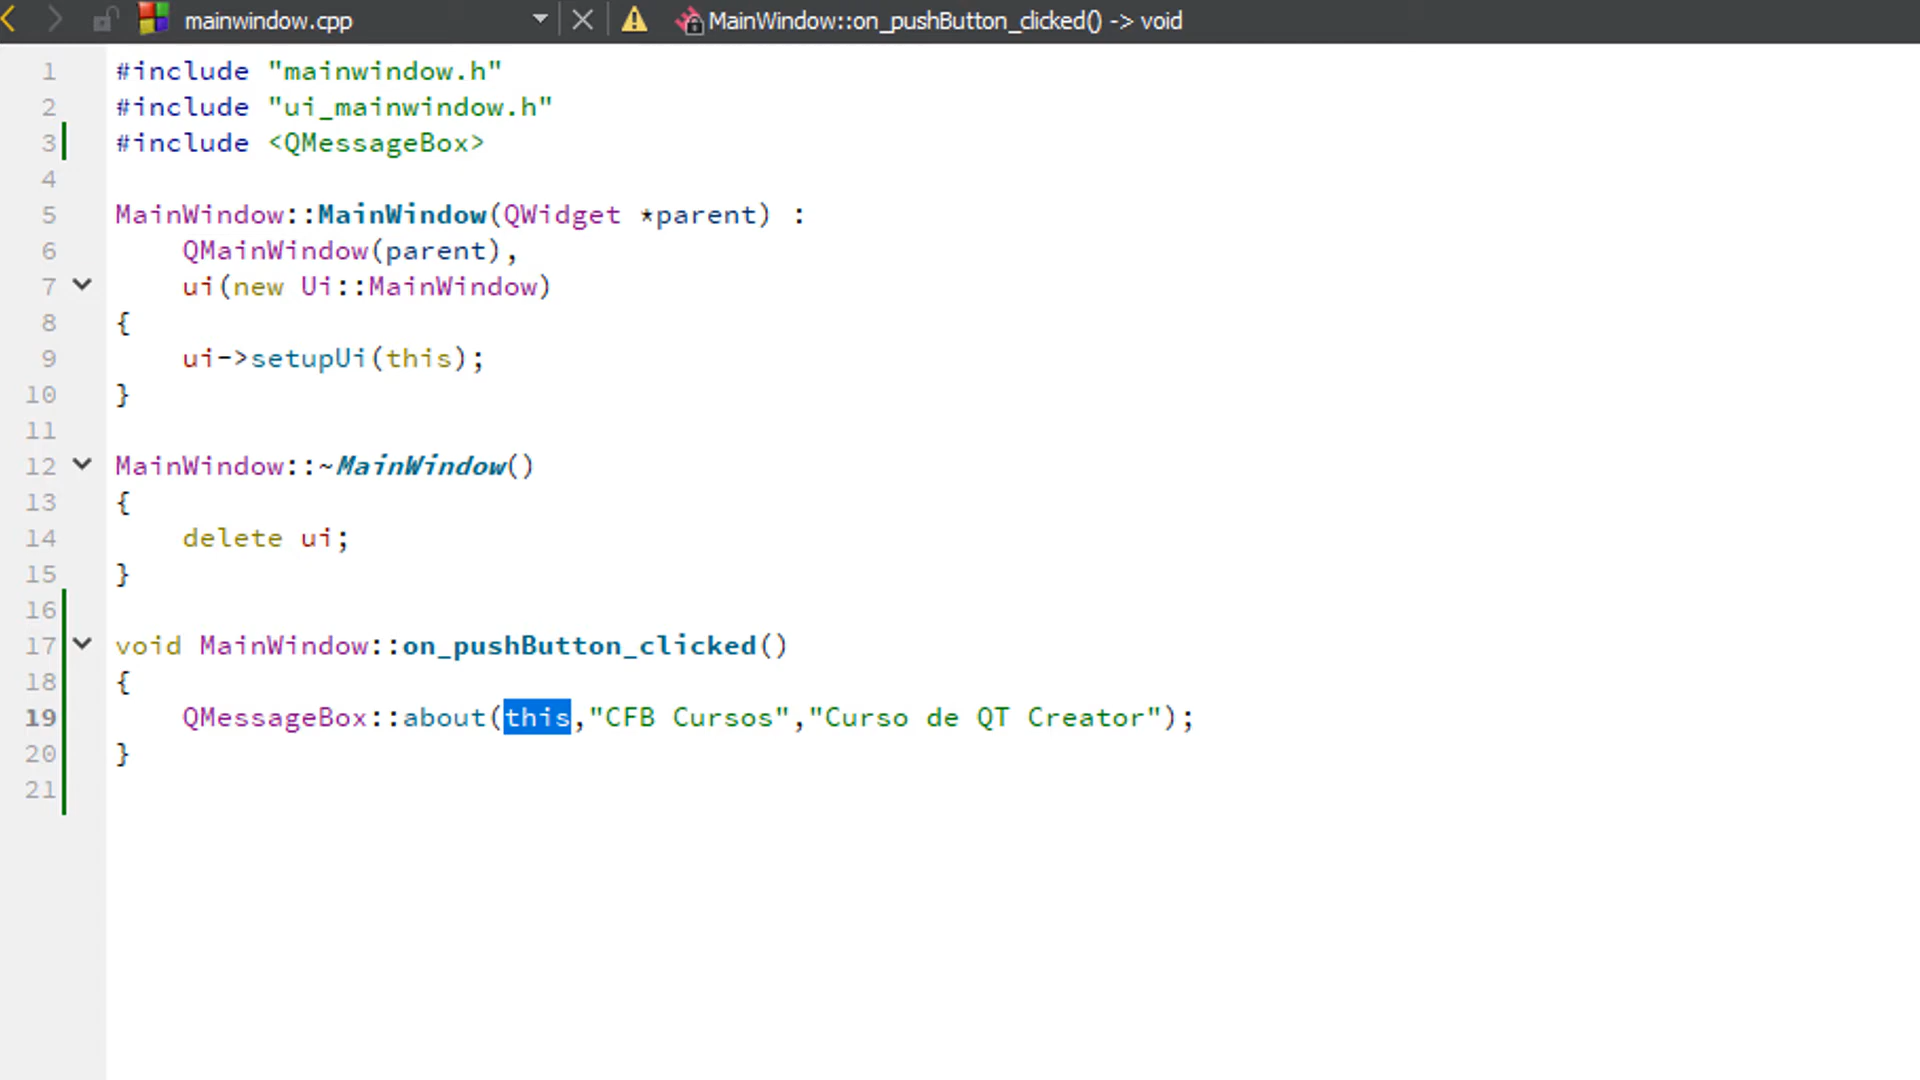 mainwindow.cpp MainWindow::on_pushButton_clicked() -> void
1 #include "mainwindow.h"
2 #include "ui_mainwindow.h"
3 #include <QMessageBox>
4
5 MainWindow::MainWindow(QWidget *parent) :
6 QMainWindow(parent),
7 ui(new Ui::MainWindow)
8 {
9 ui->setupUi(this);
10 }
11
12 MainWindow::~MainWindow()
13 {
14 delete ui;
15 }
16
17 void MainWindow::on_pushButton_clicked()
18 {
19 QMessageBox::about(this,"CFB Cursos","Curso de QT Creator");
20 }
21